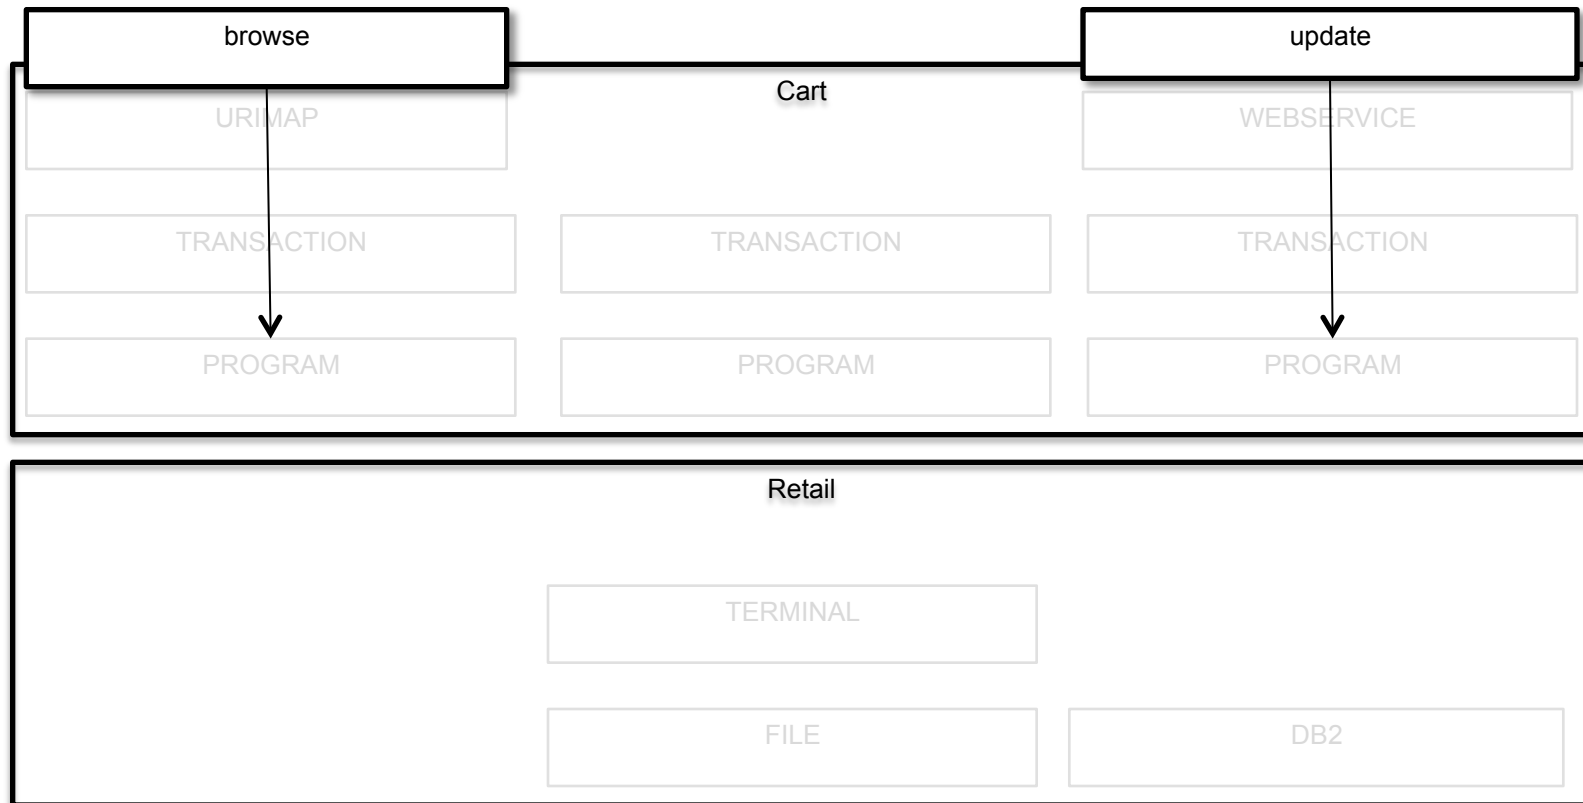 browse
update
Cart
URIMAP
WEBSERVICE
TRANSACTION
TRANSACTION
TRANSACTION
PROGRAM
PROGRAM
PROGRAM
Retail
TERMINAL
FILE
DB2